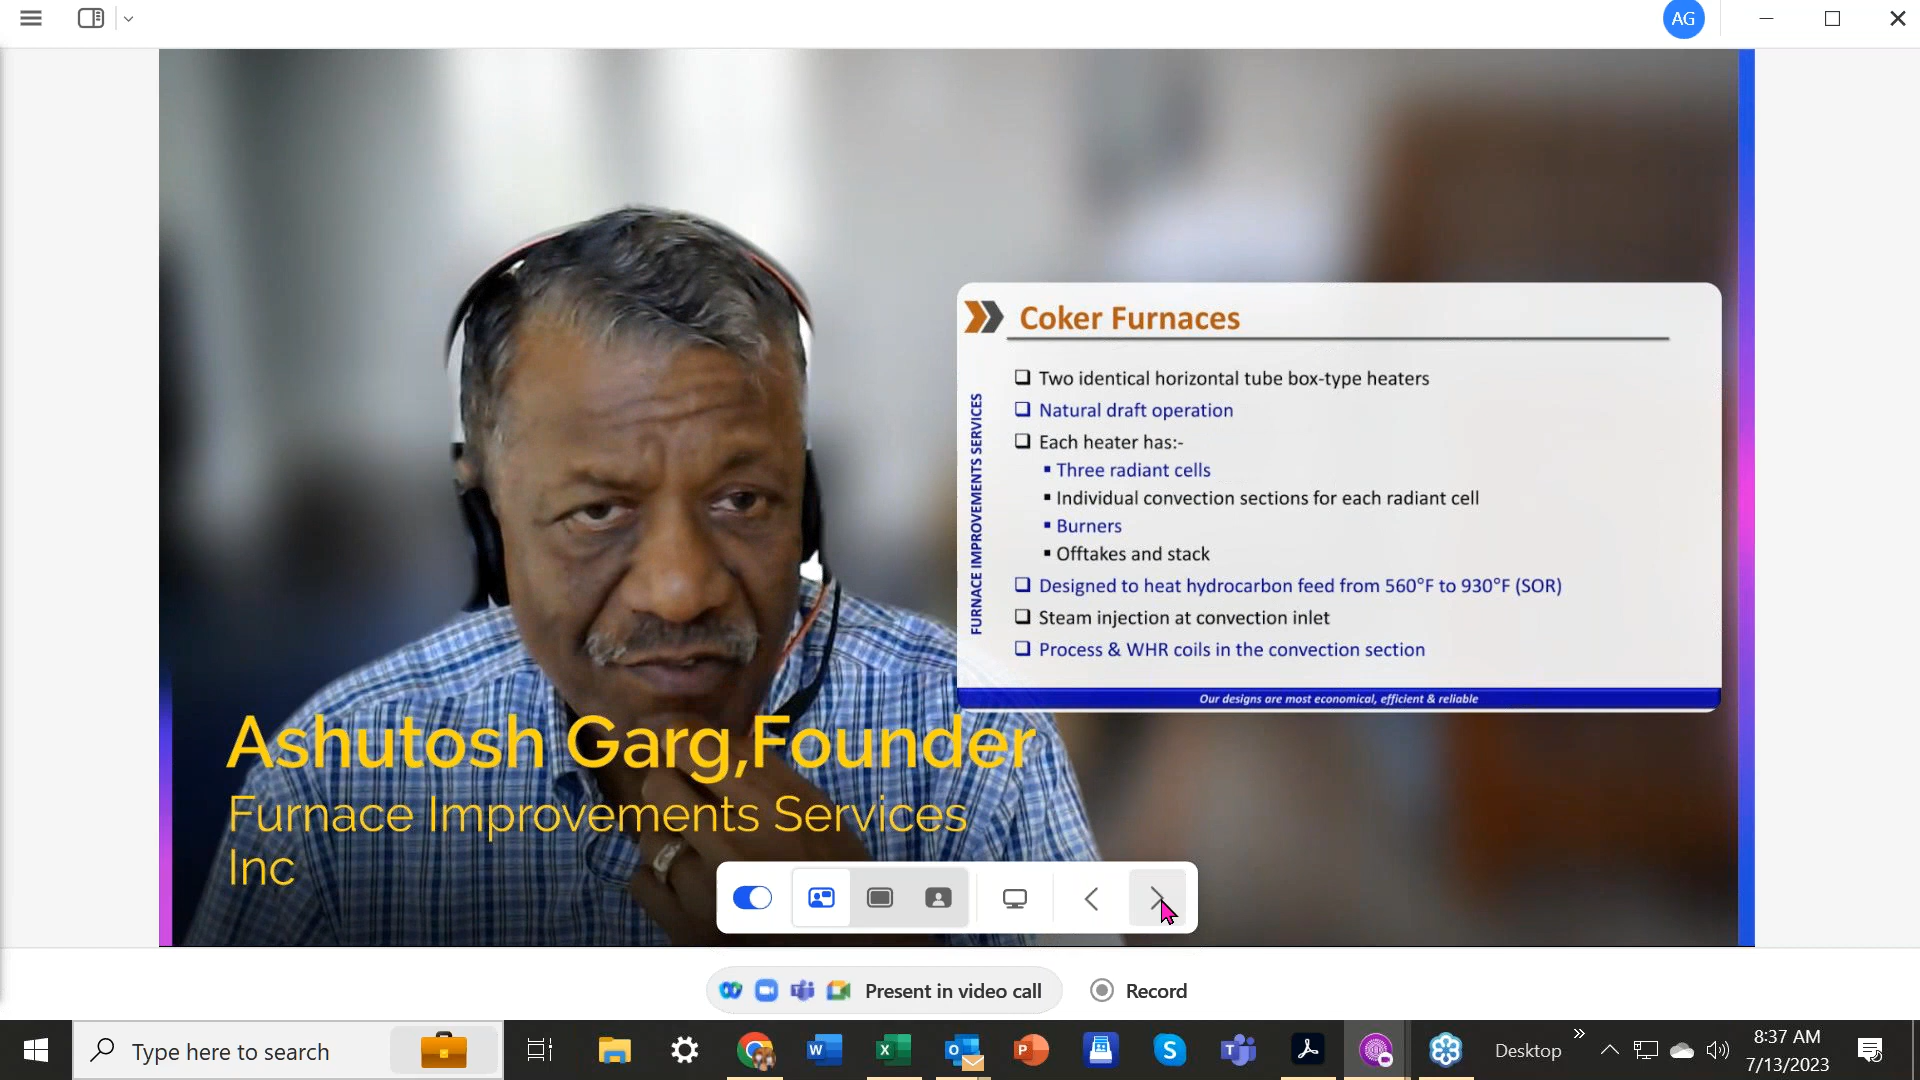 AG
Coker Furnaces
FURNACE IMPROVEMENTS SERVICES
Two identical horizontal tube box-type heaters
Natural draft operation
Each heater has:-
Three radiant cells
Individual convection sections for each radiant cell
Burners
Offtakes and stack
Designed to heat hydrocarbon feed from 560°F to 930°F (SOR)
Steam injection at convection inlet
Process & WHR coils in the convection section
Our designs are most economical, efficient & reliable
Ashutosh Garg,Founder
Furnace Improvements Services
Inc
Present in video call
Record
Type here to search
Desktop
8:37 AM
7/13/2023